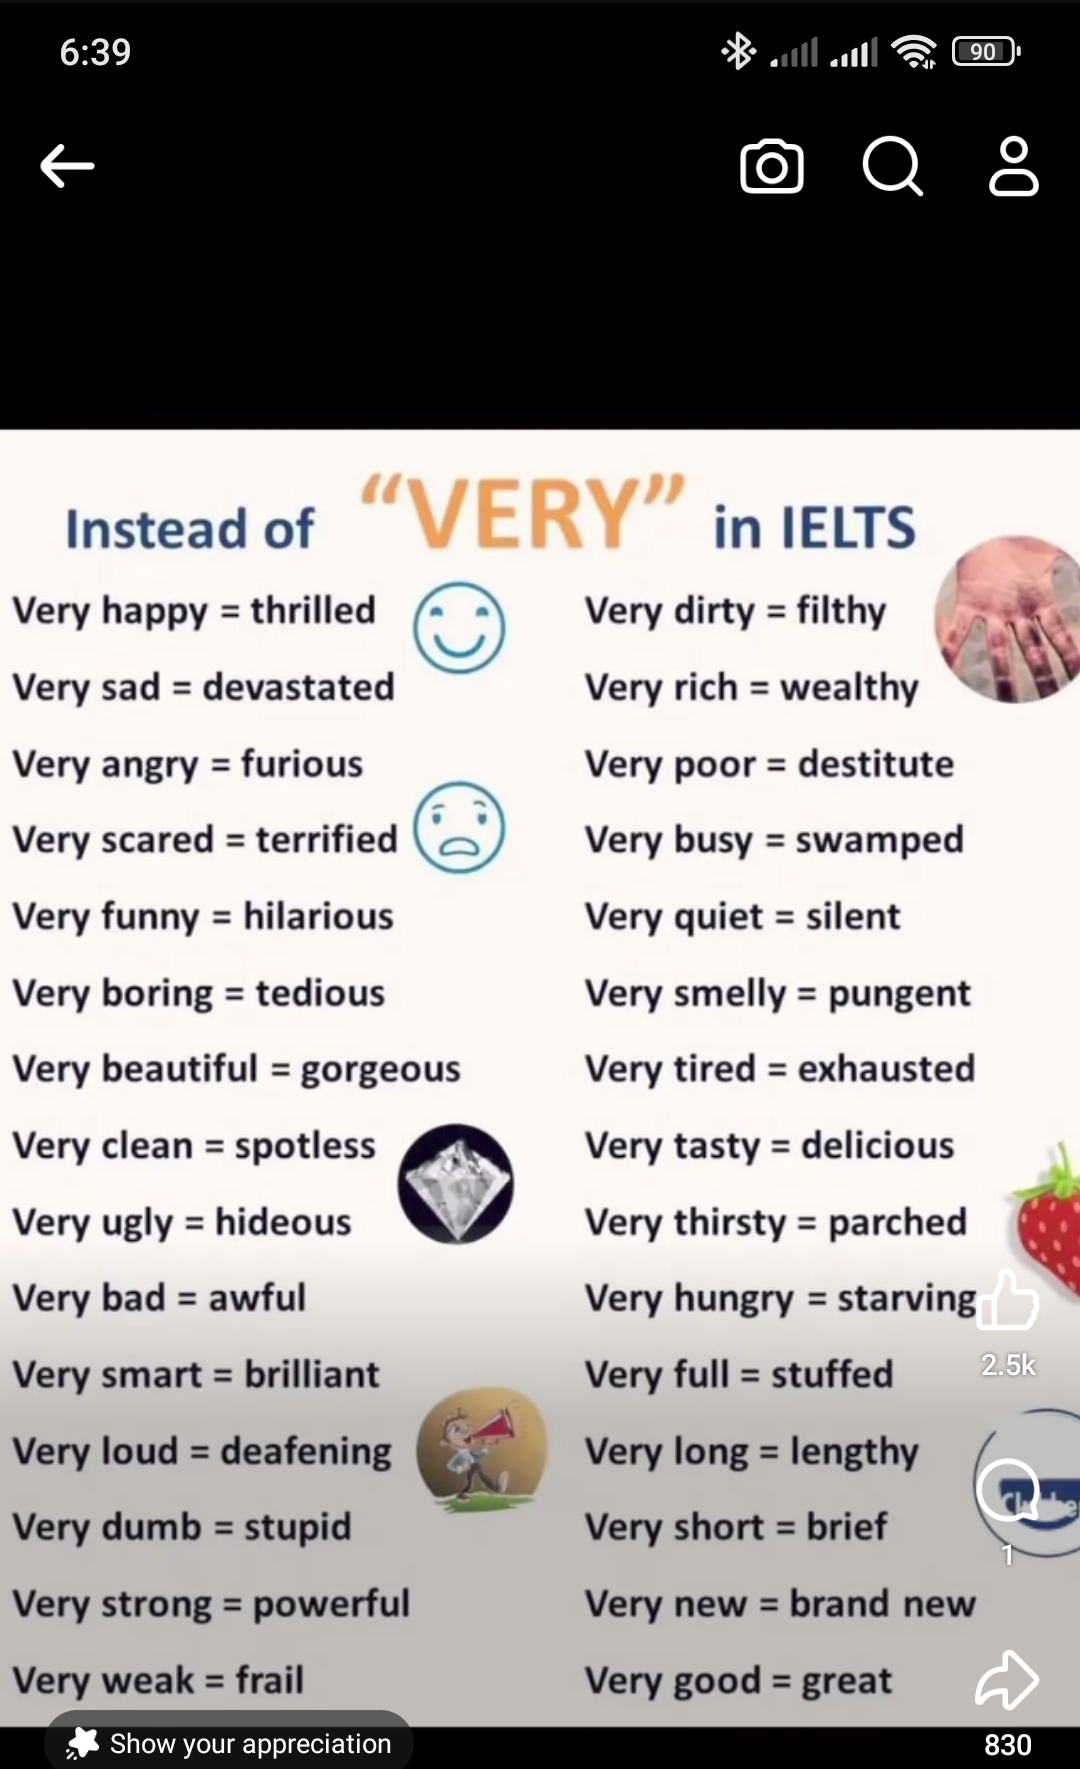 6:39
90
Instead of "VERY" in IELTS
Very happy = thrilled
Very sad = devastated
Very angry = furious
Very scared = terrified
Very funny = hilarious
Very boring = tedious
Very beautiful = gorgeous
Very clean = spotless
Very ugly = hideous
Very bad = awful
Very smart = brilliant
Very loud = deafening
Very dumb = stupid
Very strong = powerful
Very weak = frail
Very dirty = filthy
Very rich = wealthy
Very poor = destitute
Very busy = swamped
Very quiet = silent
Very smelly = pungent
Very tired = exhausted
Very tasty = delicious
Very thirsty = parched
Very hungry = starving
Very full = stuffed
Very long = lengthy
Very short = brief
Very new = brand new
Very good = great
2.5k
1
830
Show your appreciation